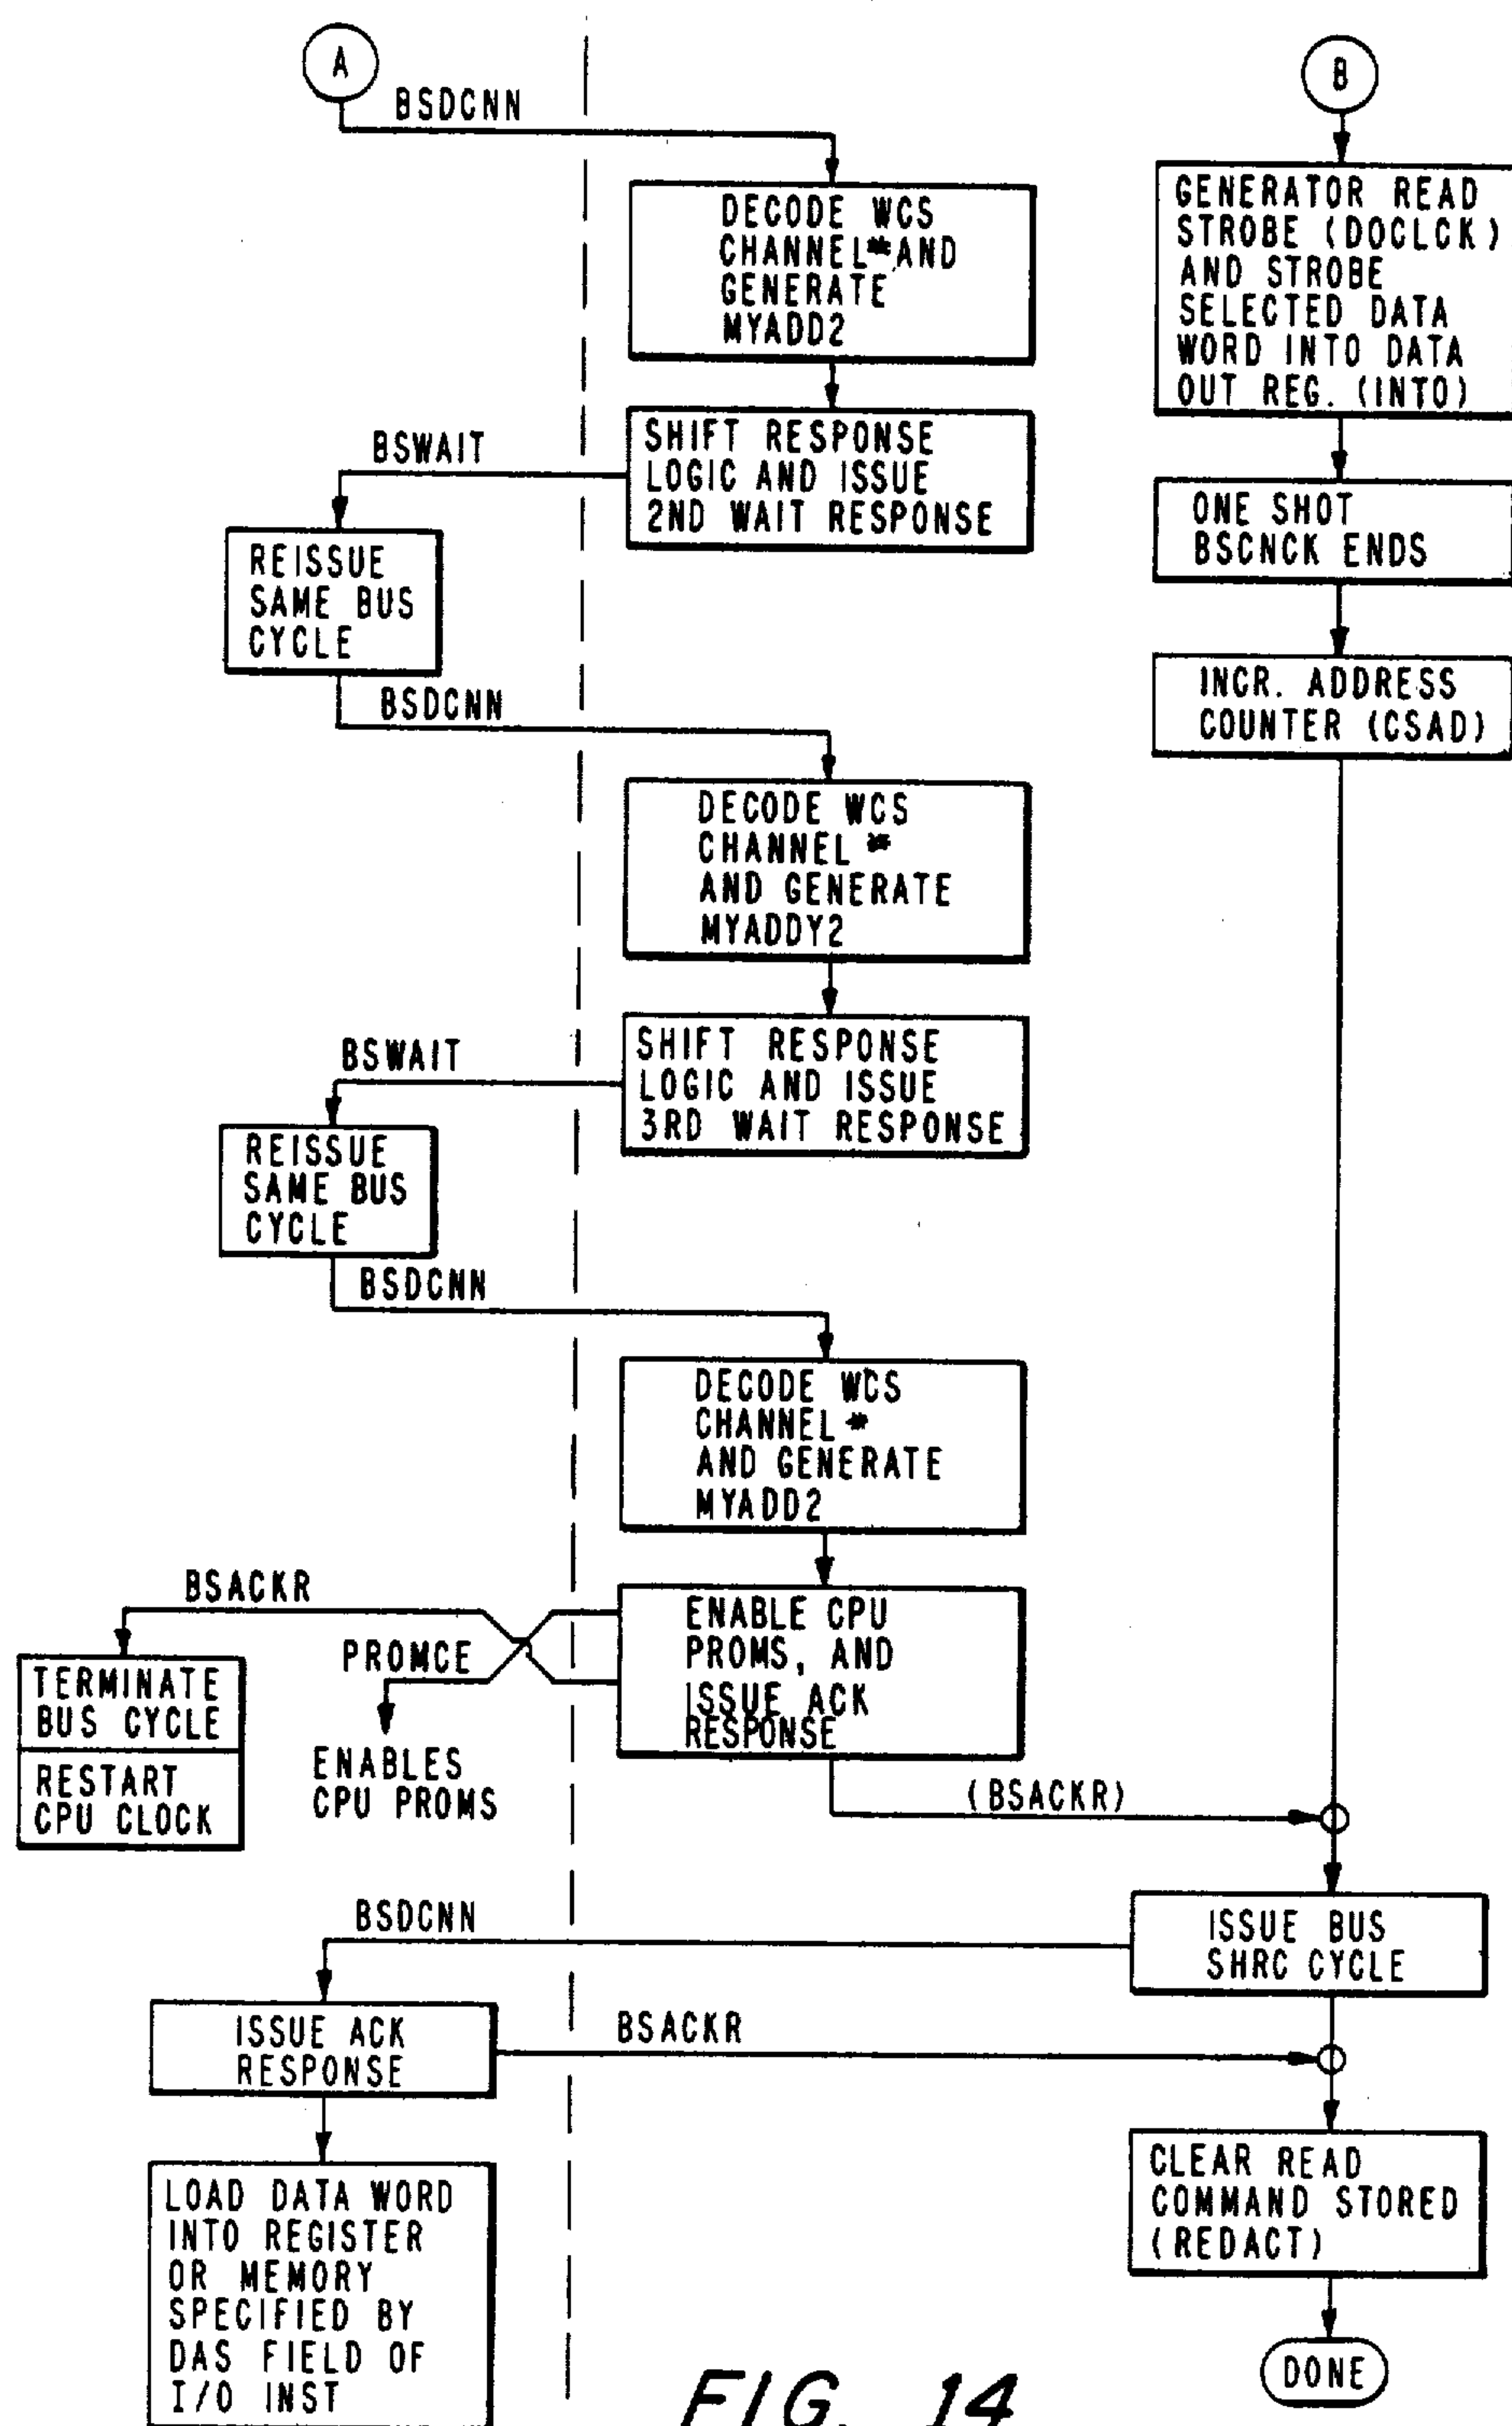 A
BSDCNN
DECODE WCS
CHANNEL # AND
GENERATE
MYADD2
SHIFT RESPONSE
LOGIC AND ISSUE
2ND WAIT RESPONSE
BSWAIT
REISSUE
SAME BUS
CYCLE
BSDCNN
DECODE WCS
CHANNEL #
AND GENERATE
MYADDY2
SHIFT RESPONSE
LOGIC AND ISSUE
3RD WAIT RESPONSE
BSWAIT
REISSUE
SAME BUS
CYCLE
BSDCNN
DECODE WCS
CHANNEL #
AND GENERATE
MYADD2
ENABLE CPU
PROMS, AND
ISSUE ACK
RESPONSE
BSACKR
PROMCE
TERMINATE
BUS CYCLE
RESTART
CPU CLOCK
ENABLES
CPU PROMS
(BSACKR)
B
GENERATOR READ
STROBE (DOCLCK)
AND STROBE
SELECTED DATA
WORD INTO DATA
OUT REG. (INTO)
ONE SHOT
BSCNCK ENDS
INCR. ADDRESS
COUNTER (CSAD)
ISSUE BUS
SHRC CYCLE
BSDCNN
ISSUE ACK
RESPONSE
BSACKR
LOAD DATA WORD
INTO REGISTER
OR MEMORY
SPECIFIED BY
DAS FIELD OF
I/O INST
CLEAR READ
COMMAND STORED
(REDACT)
DONE
FIG. 14